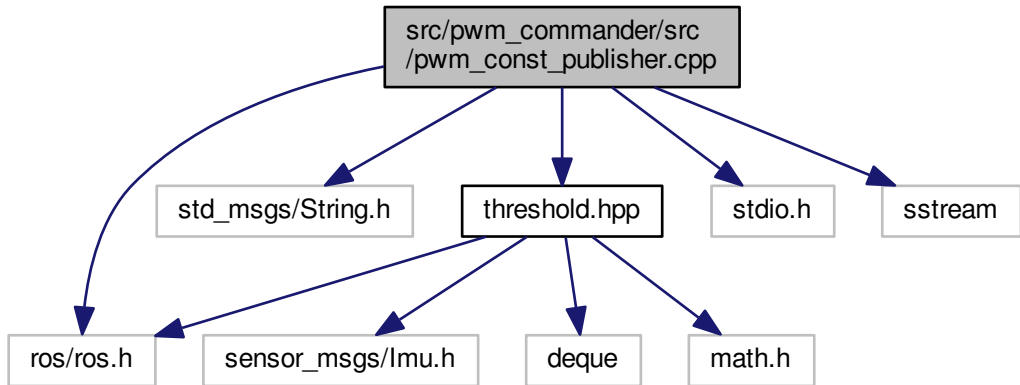 src/pwm_commander/src
/pwm_const_publisher.cpp
std_msgs/String.h
threshold.hpp
stdio.h
sstream
ros/ros.h
sensor_msgs/Imu.h
deque
math.h